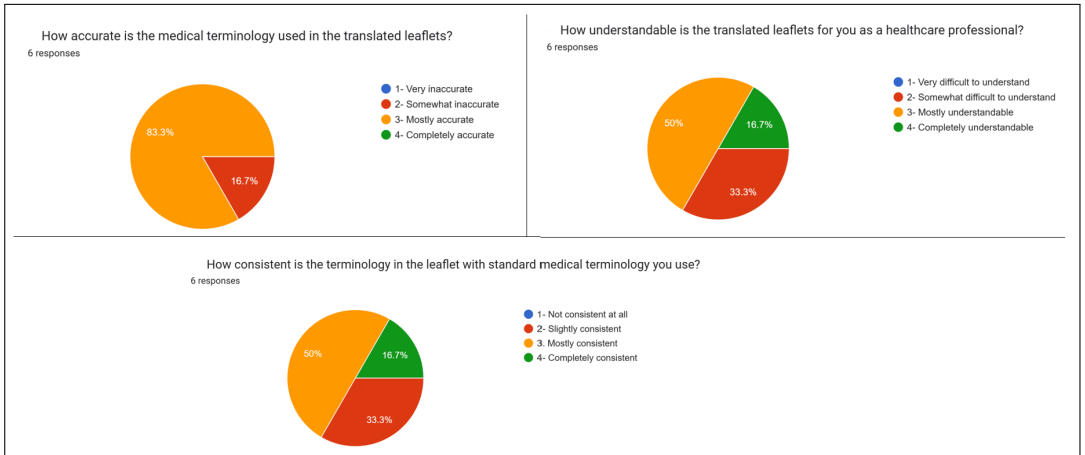 How accurate is the medical terminology used in the translated leaflets?
6 responses
83.3%
16.7%
1- Very inaccurate
2- Somewhat inaccurate
3- Mostly accurate
4- Completely accurate
How understandable is the translated leaflets for you as a healthcare professional?
6 responses
50%
16.7%
33.3%
1- Very difficult to understand
2- Somewhat difficult to understand
3- Mostly understandable
4- Completely understandable
How consistent is the terminology in the leaflet with standard medical terminology you use?
6 responses
50%
16.7%
33.3%
1- Not consistent at all
2- Slightly consistent
3. Mostly consistent
4- Completely consistent